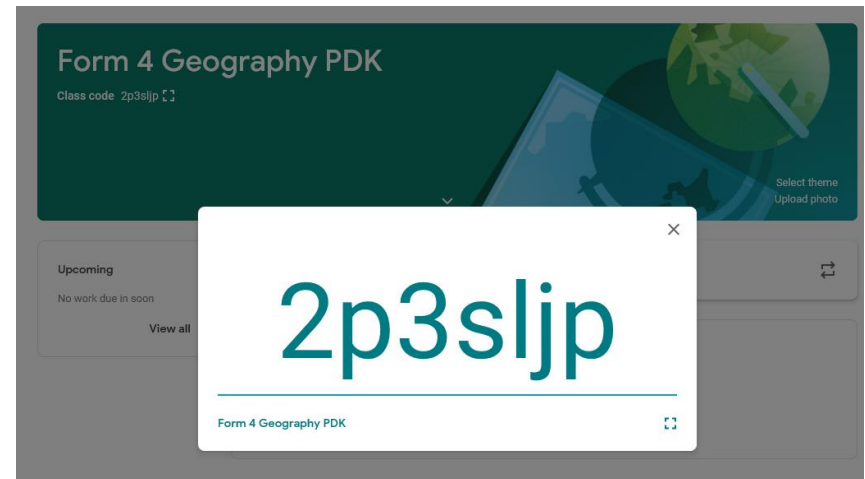 Form 4 Geography PDK
Class code 2p3sljp
Select theme
Upload photo
Upcoming
No work due in soon
View all
2p3sljp
Form 4 Geography PDK